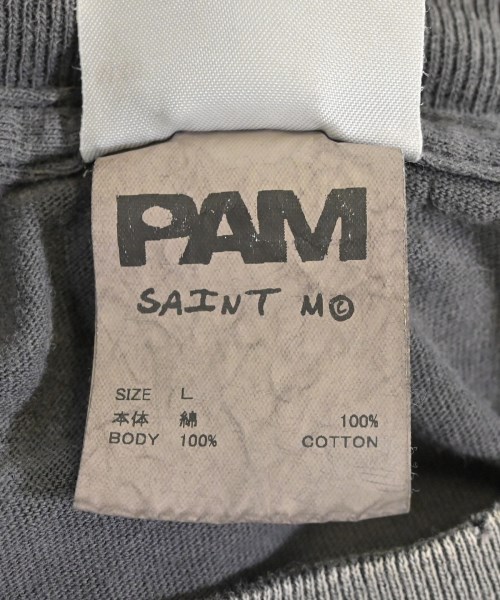 PAM
SAINT M©
SIZE L
本体 綿 100%
BODY 100% COTTON